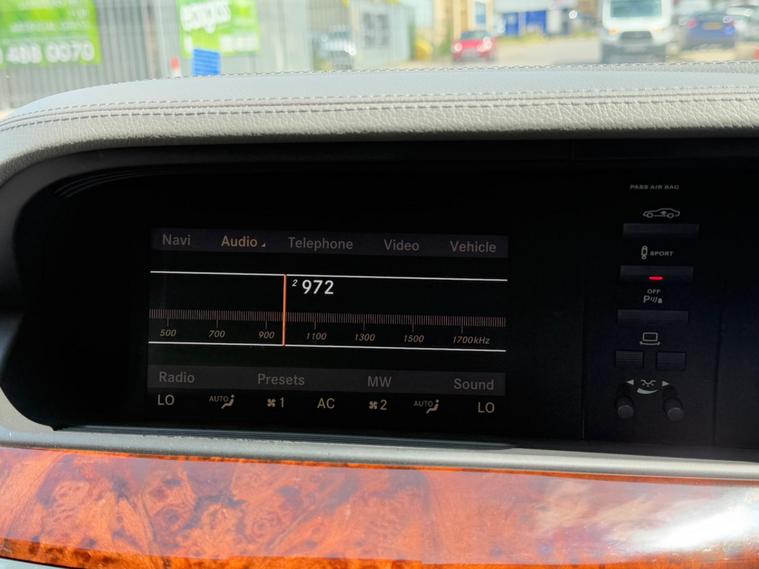 488 0070
PASS AIR BAG
Navi Audio Telephone Video Vehicle
SPORT
2 972
OFF
P
500 700 900 1100 1300 1500 1700kHz
Radio Presets MW Sound
LO AUTO 1 AC 2 AUTO LO